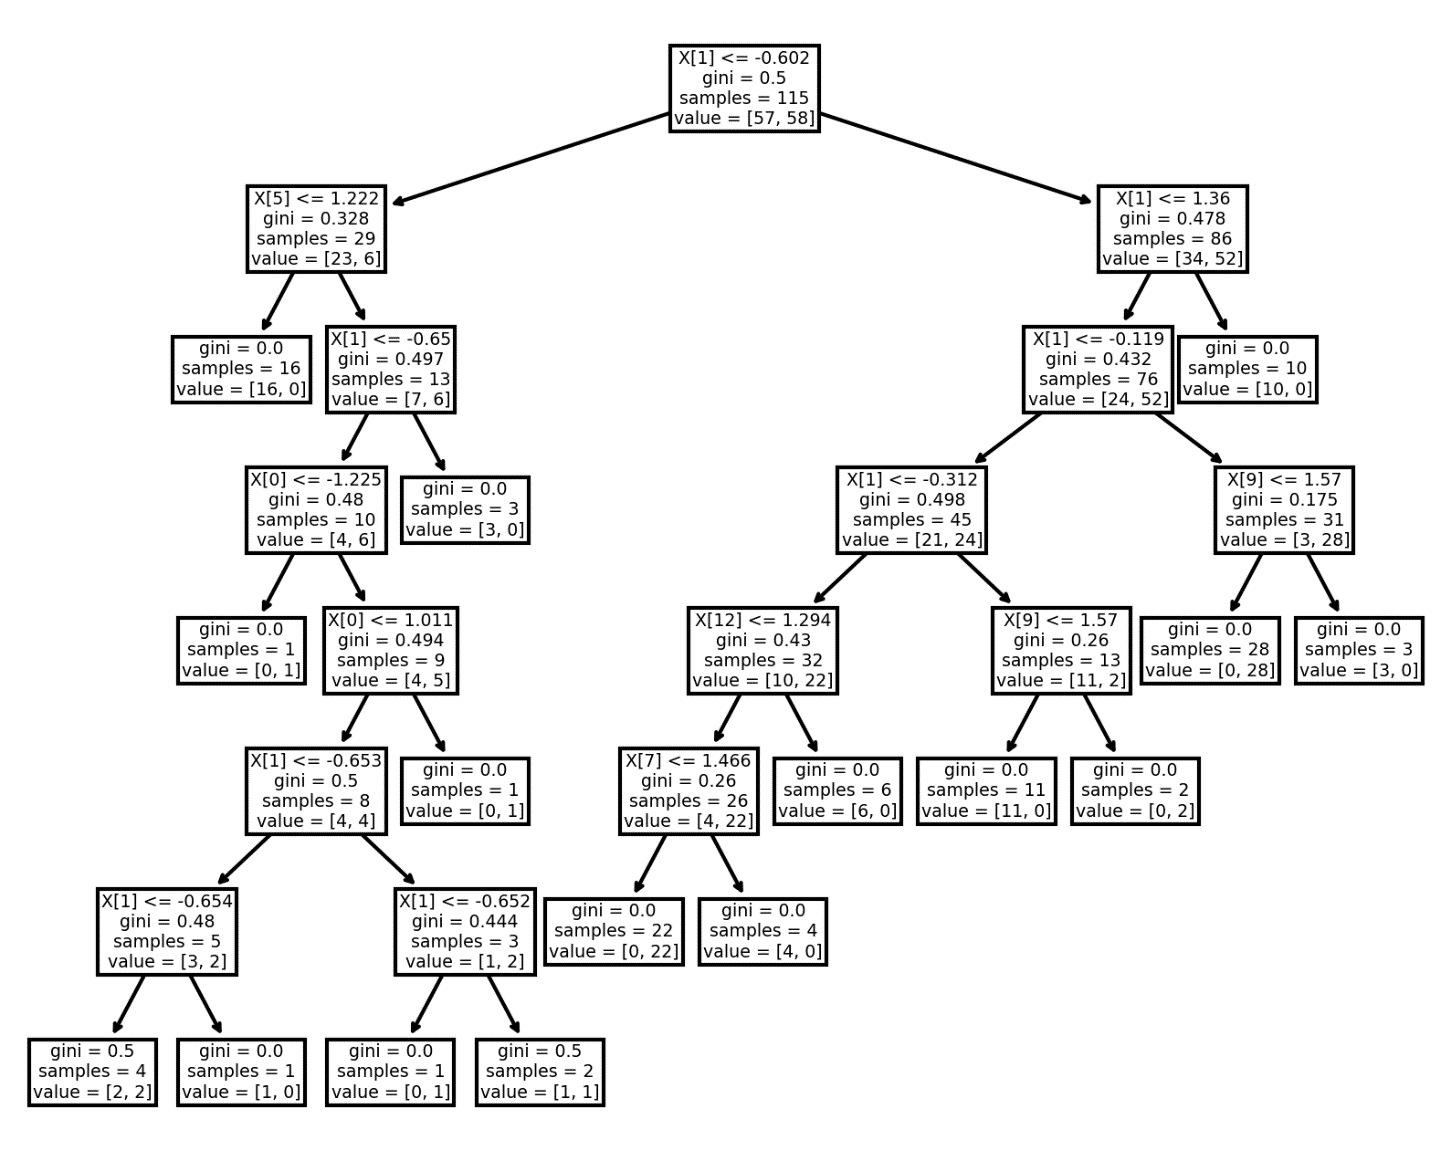 X[1] <= -0.602
gini = 0.5
samples = 115
value = [57, 58]
X[5] <= 1.222
gini = 0.328
samples = 29
value = [23, 6]
X[1] <= 1.36
gini = 0.478
samples = 86
value = [34, 52]
gini = 0.0
samples = 16
value = [16, 0]
X[1] <= -0.65
gini = 0.497
samples = 13
value = [7, 6]
X[1] <= -0.119
gini = 0.432
samples = 76
value = [24, 52]
gini = 0.0
samples = 10
value = [10, 0]
X[0] <= -1.225
gini = 0.48
samples = 10
value = [4, 6]
gini = 0.0
samples = 3
value = [3, 0]
X[1] <= -0.312
gini = 0.498
samples = 45
value = [21, 24]
X[9] <= 1.57
gini = 0.175
samples = 31
value = [3, 28]
gini = 0.0
samples = 1
value = [0, 1]
X[0] <= 1.011
gini = 0.494
samples = 9
value = [4, 5]
X[12] <= 1.294
gini = 0.43
samples = 32
value = [10, 22]
X[9] <= 1.57
gini = 0.26
samples = 13
value = [11, 2]
gini = 0.0
samples = 28
value = [0, 28]
gini = 0.0
samples = 3
value = [3, 0]
X[1] <= -0.653
gini = 0.5
samples = 8
value = [4, 4]
gini = 0.0
samples = 1
value = [0, 1]
X[7] <= 1.466
gini = 0.26
samples = 26
value = [4, 22]
gini = 0.0
samples = 6
value = [6, 0]
gini = 0.0
samples = 11
value = [11, 0]
gini = 0.0
samples = 2
value = [0, 2]
X[1] <= -0.654
gini = 0.48
samples = 5
value = [3, 2]
X[1] <= -0.652
gini = 0.444
samples = 3
value = [1, 2]
gini = 0.0
samples = 22
value = [0, 22]
gini = 0.0
samples = 4
value = [4, 0]
gini = 0.5
samples = 4
value = [2, 2]
gini = 0.0
samples = 1
value = [1, 0]
gini = 0.0
samples = 1
value = [0, 1]
gini = 0.5
samples = 2
value = [1, 1]